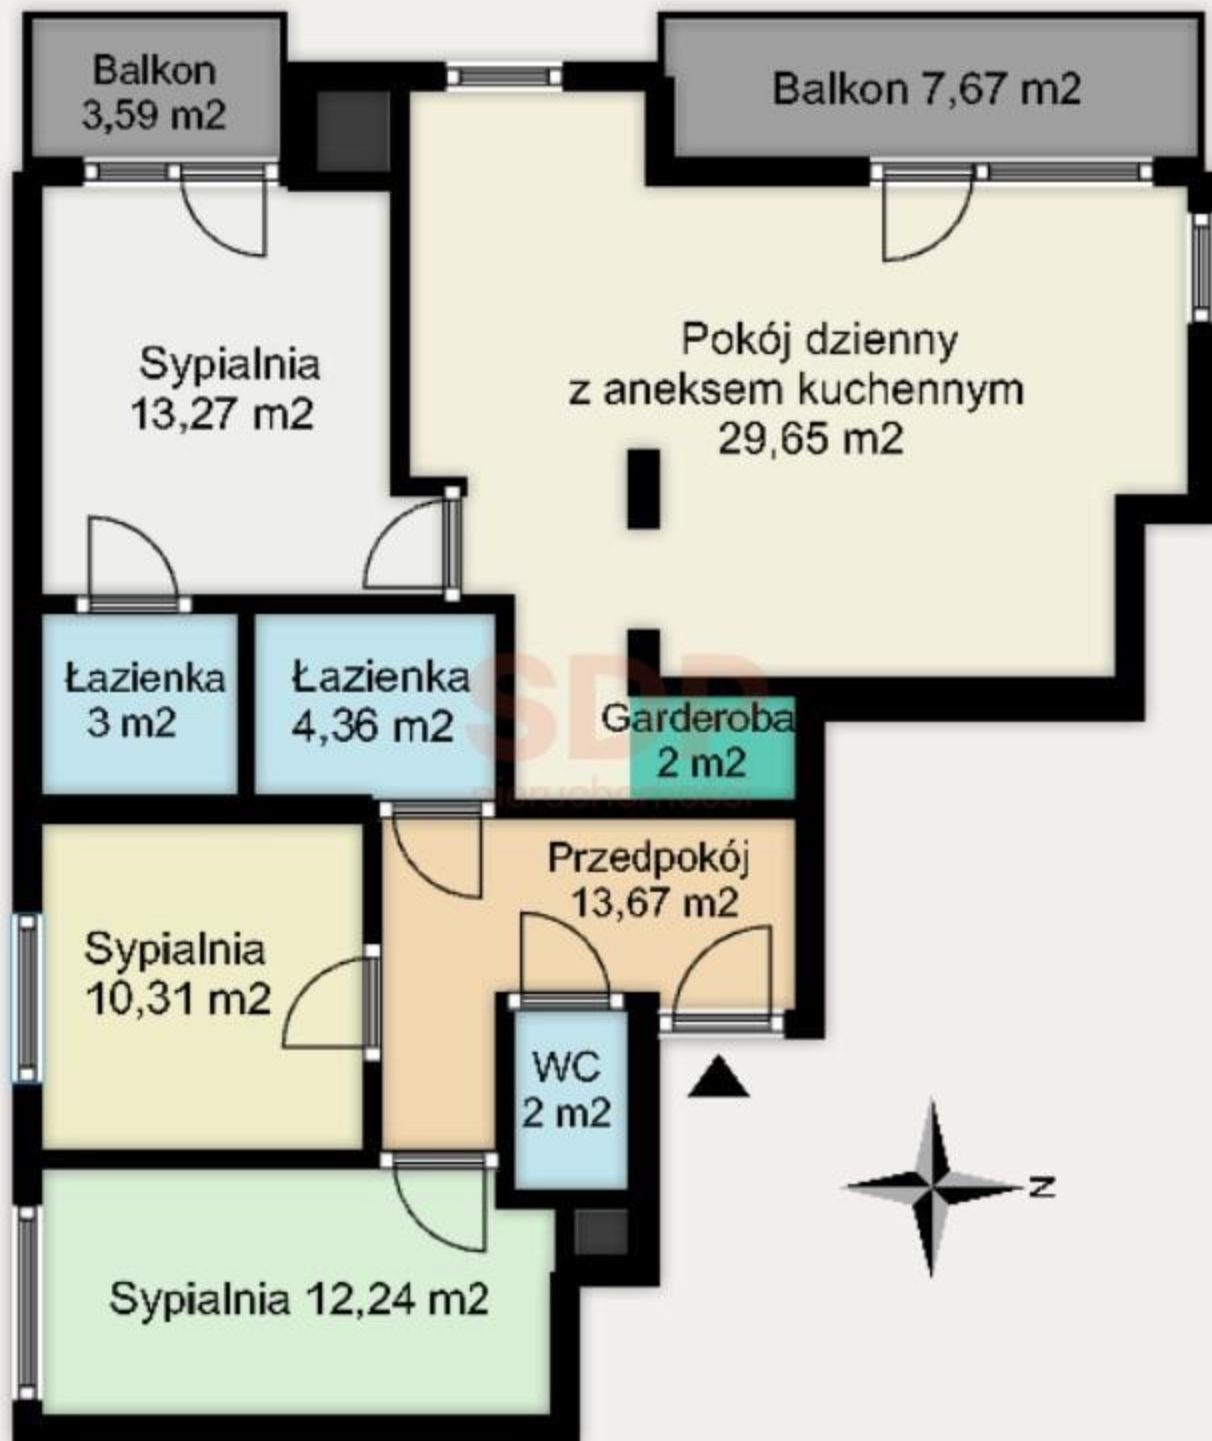 Balkon
3,59 m2
Balkon 7,67 m2
Sypialnia
13,27 m2
Pokój dzienny
z aneksem kuchennym
29,65 m2
Łazienka
3 m2
Łazienka
4,36 m2
SDP
nieruchomości
Garderoba
2 m2
Przedpokój
13,67 m2
Sypialnia
10,31 m2
WC
2 m2
N
Sypialnia 12,24 m2